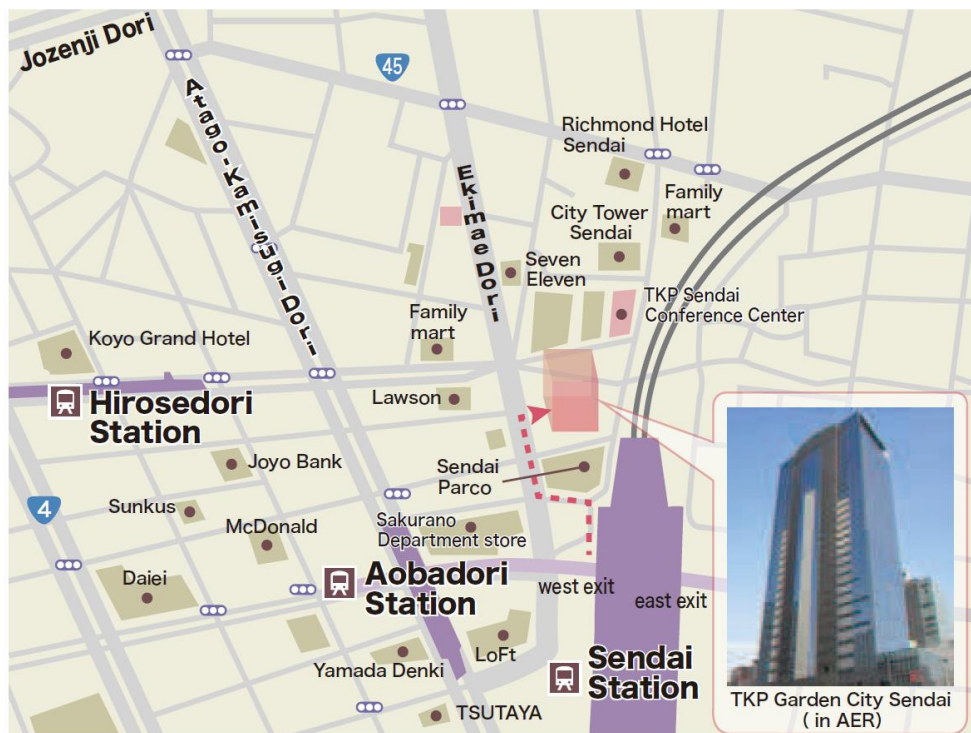 Jozenji Dori
45
Atago-Kamisugi Dori
Ekimae Dori
Richmond Hotel
Sendai
Family
mart
City Tower
Sendai
Seven
Eleven
TKP Sendai
Conference Center
Family
mart
Koyo Grand Hotel
Lawson
Hirosedori
Station
Sendai
Parco
Joyo Bank
4
Sunkus
McDonald
Sakurano
Department store
Daiei
Aobadori
Station
west exit
east exit
Yamada Denki
LoFt
Sendai
Station
TSUTAYA
TKP Garden City Sendai
( in AER)